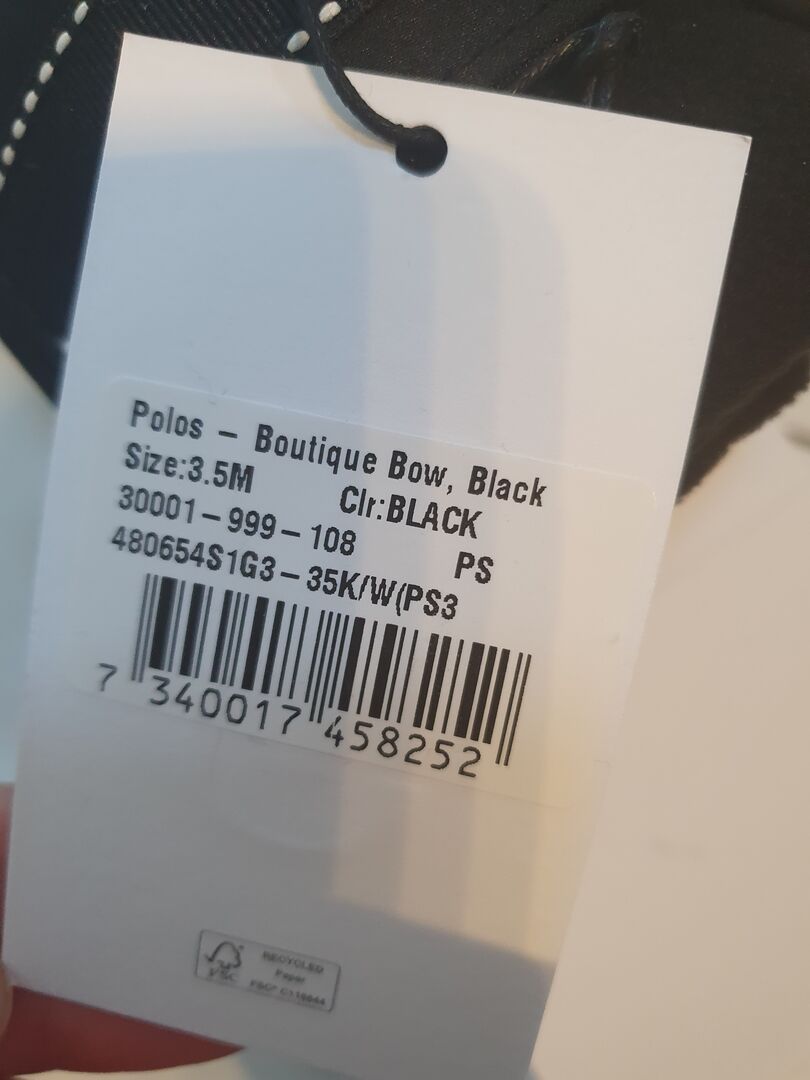 Polos – Boutique Bow, Black
Size:3.5M Clr:BLACK
30001–999–108 PS
480654S1G3–35K/W(PS3
7 340017 458252
FSC
RECYCLED
Paper